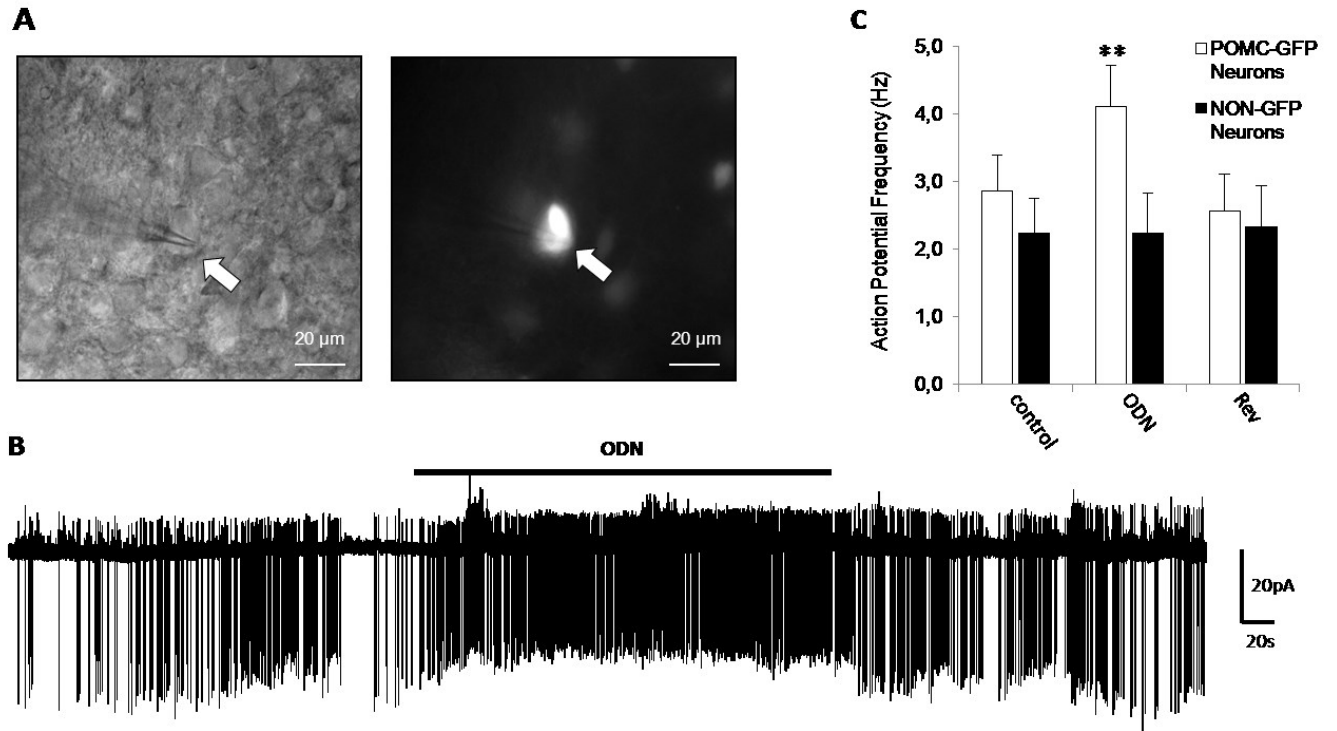 A
20 µm
20 µm
C
5,0
4,0
3,0
2,0
1,0
0,0
Action Potential Frequency (Hz)
**
POMC-GFP
Neurons
NON-GFP
Neurons
control
ODN
Rev
B
ODN
20pA
20s